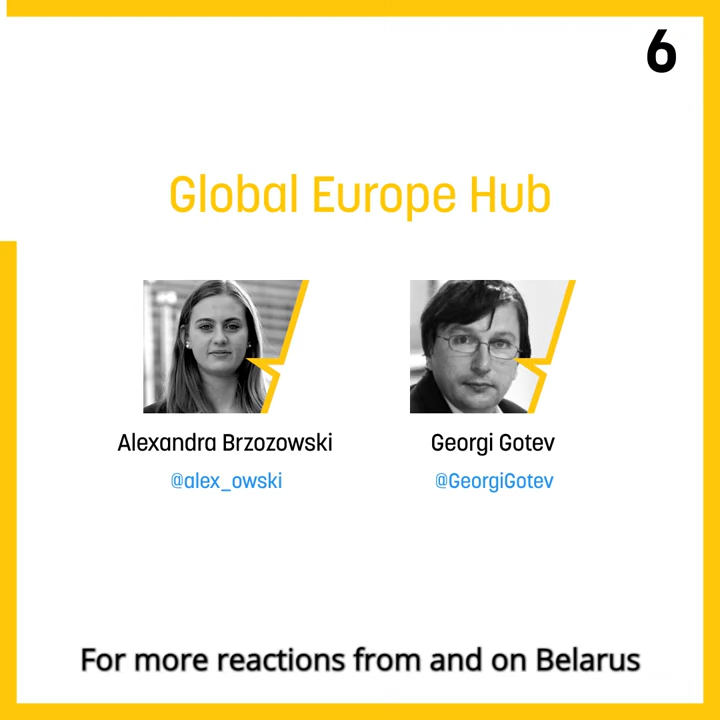 6
Global Europe Hub
Alexandra Brzozowski
Georgi Gotev
@alex_owski
@GeorgiGotev
For more reactions from and on Belarus